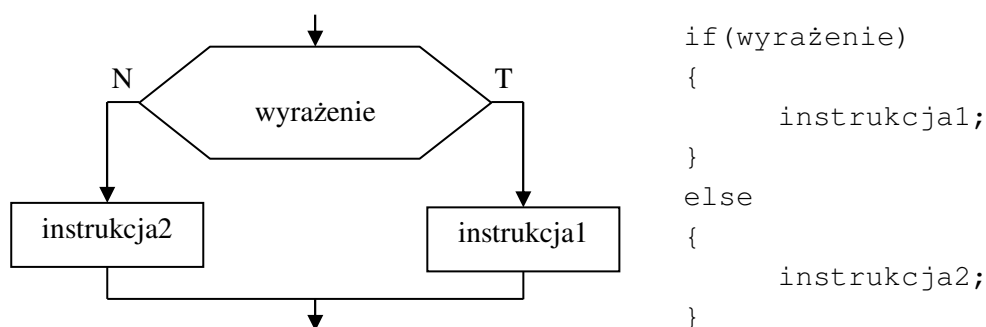 N
T
wyrażenie
instrukcja2
instrukcja1
if(wyrażenie)
{
instrukcja1;
}
else
{
instrukcja2;
}